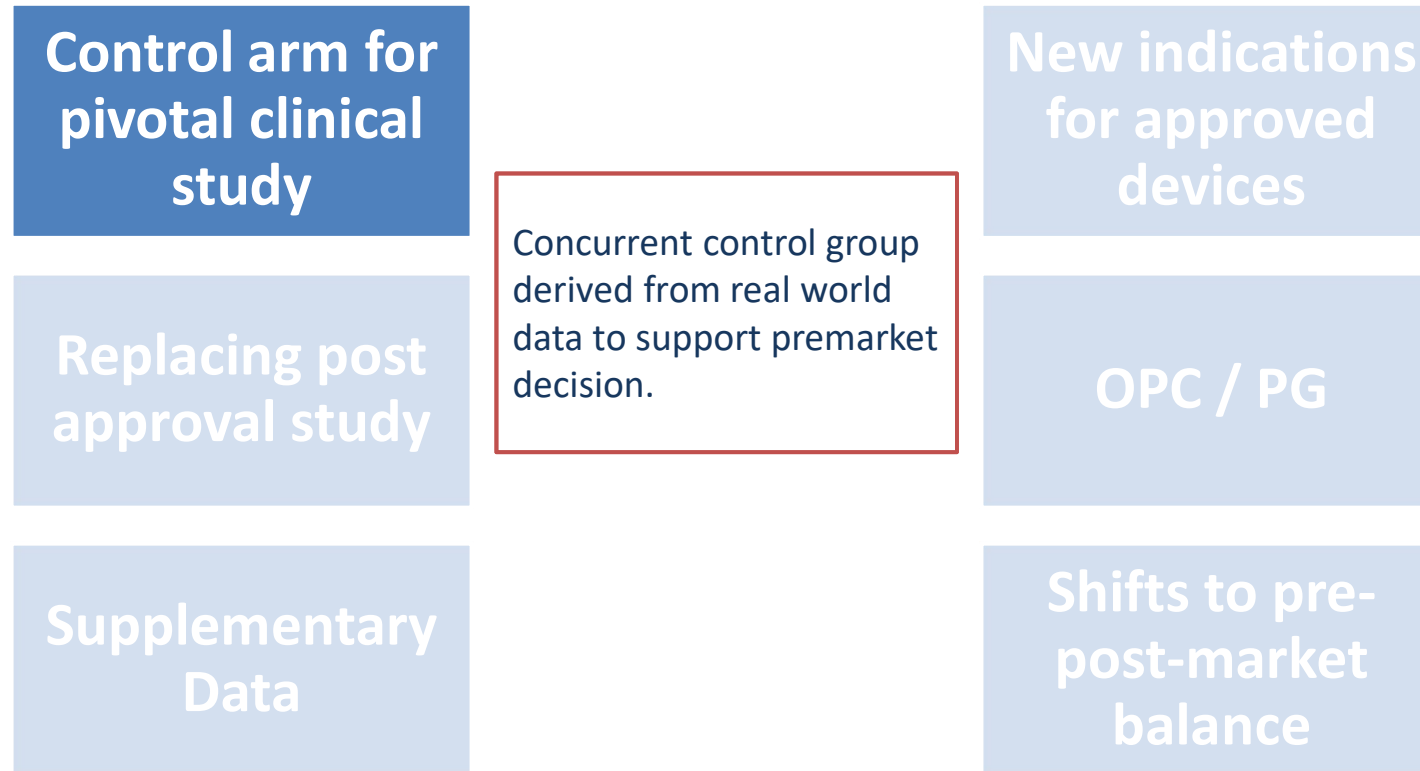 Control arm for
pivotal clinical
study
Replacing post
approval study
Supplementary
Data
Concurrent control group
derived from real world
data to support premarket
decision.
New indications
for approved
devices
OPC / PG
Shifts to pre-
post-market
balance